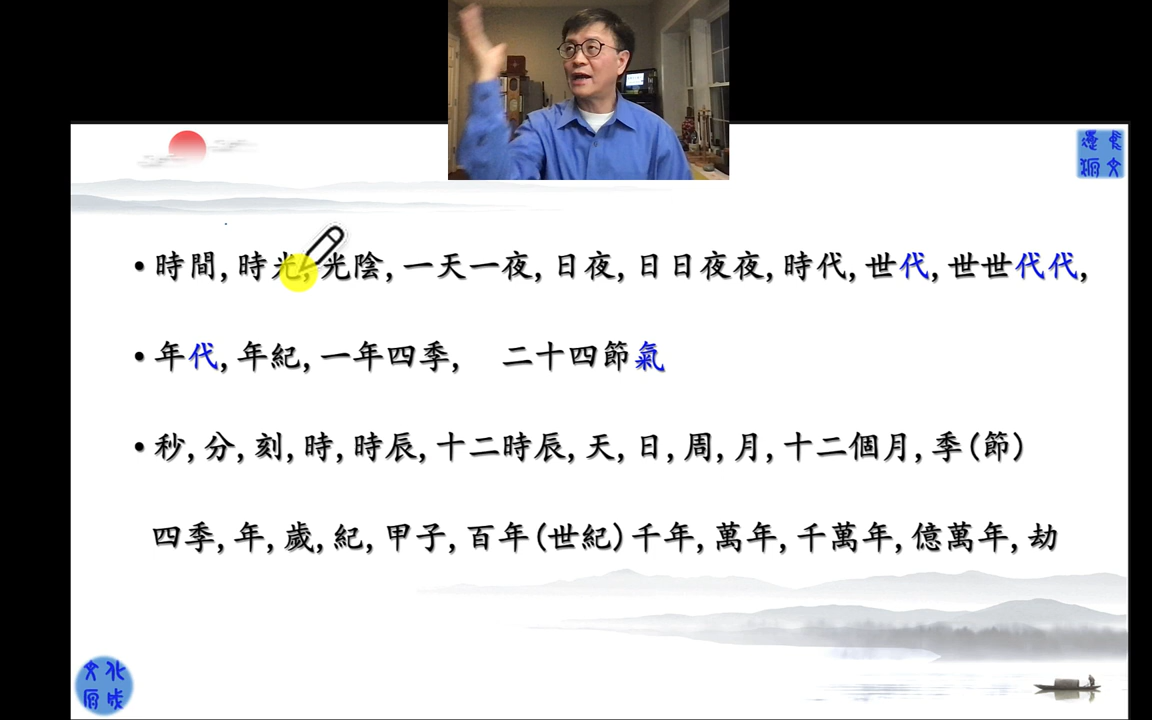 • 時間,時光,光陰,一天一夜,日夜,日日夜夜,時代,世代,世世代代,
• 年代,年紀,一年四季, 二十四節氣
• 秒,分,刻,時,時辰,十二時辰,天,日,周,月,十二個月,季(節)
四季,年,歲,紀,甲子,百年(世紀)千年,萬年,千萬年,億萬年,劫